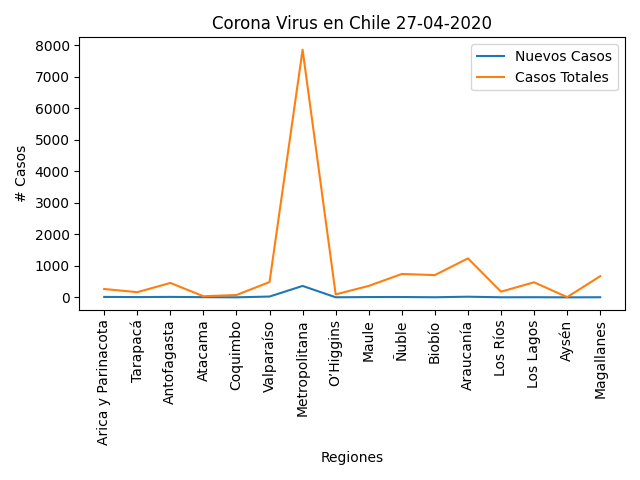 Corona Virus en Chile 27-04-2020
Nuevos Casos
Casos Totales
# Casos
8000
7000
6000
5000
4000
3000
2000
1000
0
Arica y Parinacota
Tarapacá
Antofagasta
Atacama
Coquimbo
Valparaíso
Metropolitana
O’Higgins
Maule
Ñuble
Biobío
Araucanía
Los Ríos
Los Lagos
Aysén
Magallanes
Regiones